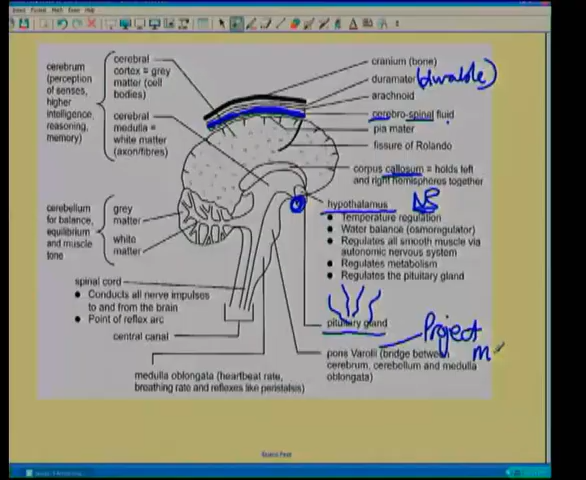 cerebrum (perception
of senses,
higher
intelligence,
reasoning,
memory)
cerebral
cortex = grey
matter (cell
bodies)
cerebral
medulla =
white matter
(axon/fibres)
cerebellum
for balance,
equilibrium
and muscle
tone
grey
matter
white
matter
spinal cord
● Conducts all nerve impulses
to and from the brain
● Point of reflex arc
central canal
medulla oblongata (heartbeat rate,
breathing rate and reflexes like peristalsis)
cranium (bone)
duramater (durable)
arachnoid
cerebro-spinal fluid
pia mater
fissure of Rolando
corpus callosum = holds left
and right hemispheres together
hypothalamus
● Temperature regulation
● Water balance (osmoregulator)
● Regulates all smooth muscle via
autonomic nervous system
● Regulates metabolism
● Regulates the pituitary gland
pituitary gland
Project
pons Varolii (bridge between
cerebrum, cerebellum and medulla
oblongata)